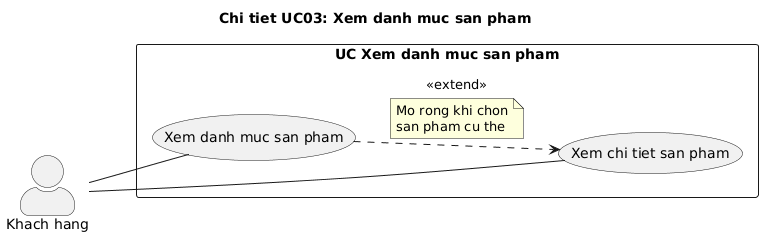 Chi tiet UC03: Xem danh muc san pham
UC Xem danh muc san pham
«extend»
Mo rong khi chon
san pham cu the
Xem danh muc san pham
Xem chi tiet san pham
Khach hang